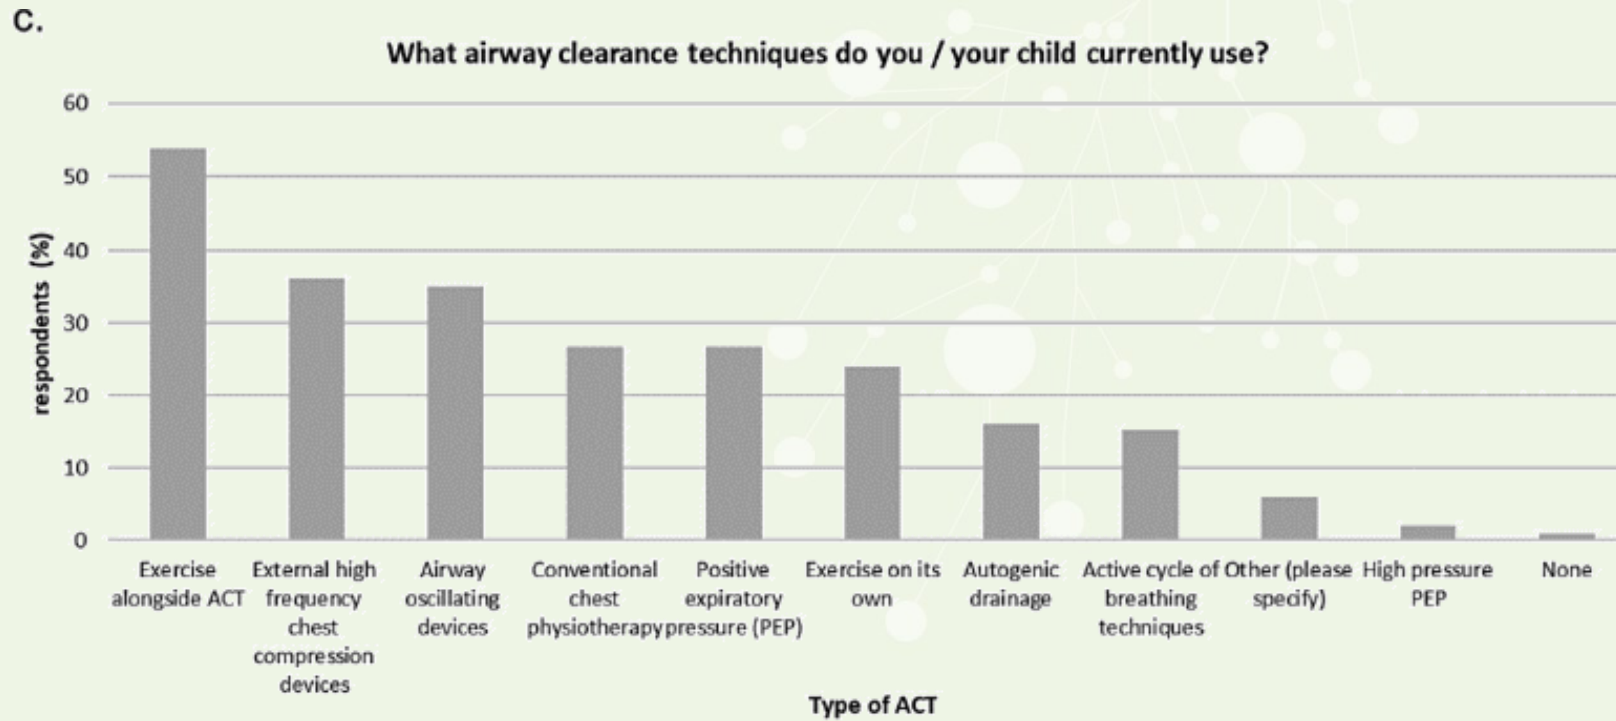 C.
What airway clearance techniques do you / your child currently use?
60
50
40
30
20
10
0
respondents (%)
Exercise
alongside ACT
External high
frequency
chest
compression
devices
Airway
oscillating
devices
Conventional
chest
physiotherapy
Positive
expiratory
pressure (PEP)
Exercise on its
own
Autogenic
drainage
Active cycle of
breathing
techniques
Other (please
specify)
High pressure
PEP
None
Type of ACT